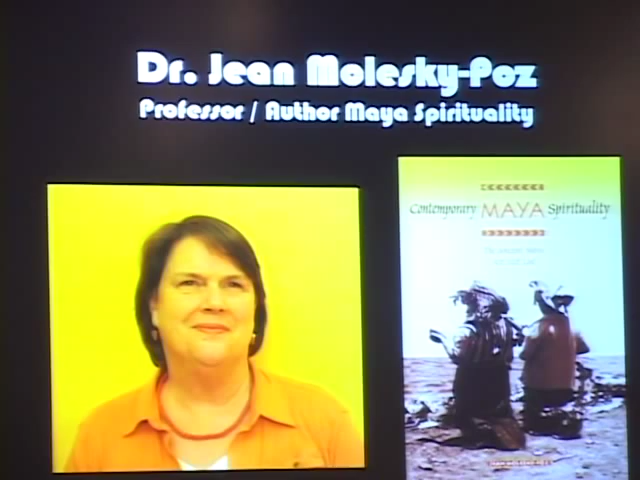 Dr. Jean Molesky-Poz
Professor / Author Maya Spirituality
Contemporary MAYA Spirituality